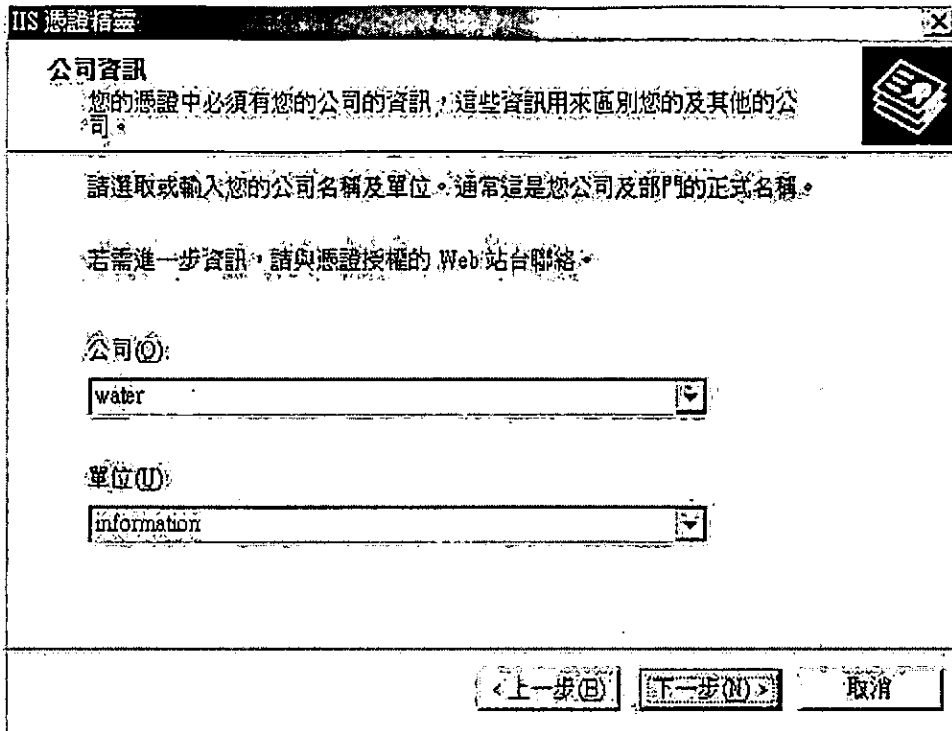 IIS 憑證精靈
公司資訊
您的憑證中必須有您的公司的資訊，這些資訊用來區別您的及其他的公
司。
請選取或輸入您的公司名稱及單位。通常這是您公司及部門的正式名稱。
若需進一步資訊，請與憑證授權的 Web 站台聯絡。
公司(O):
water
單位(U):
information
<上一步(B) 下一步(N)> 取消